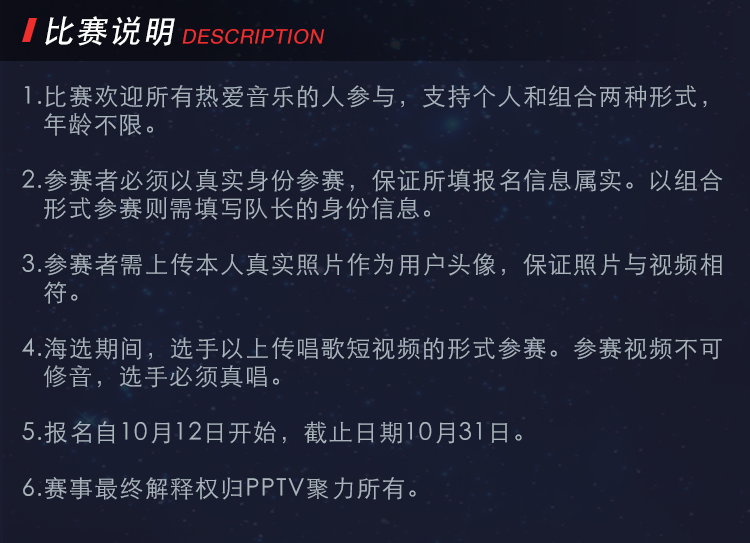 比赛说明 DESCRIPTION
1.比赛欢迎所有热爱音乐的人参与，支持个人和组合两种形式，
年龄不限。
2.参赛者必须以真实身份参赛，保证所填报名信息属实。以组合
形式参赛则需填写队长的身份信息。
3.参赛者需上传本人真实照片作为用户头像，保证照片与视频相
符。
4.海选期间，选手以上传唱歌短视频的形式参赛。参赛视频不可
修音，选手必须真唱。
5.报名自10月12日开始，截止日期10月31日。
6.赛事最终解释权归PPTV聚力所有。